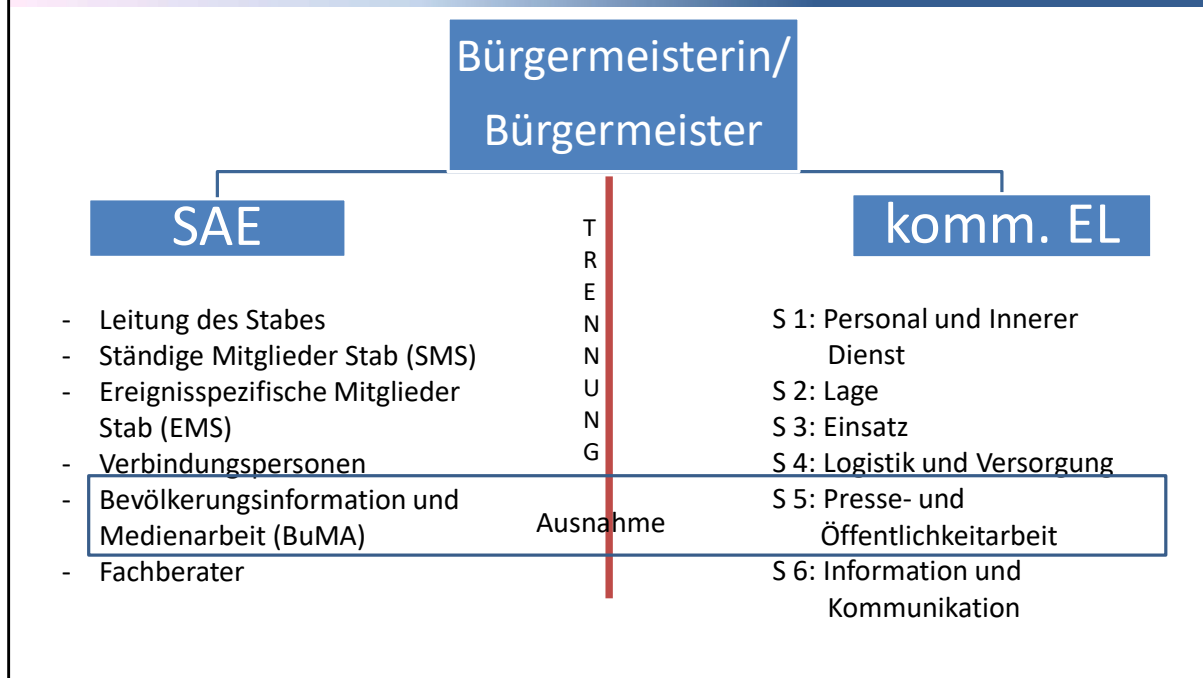 Bürgermeisterin/
Bürgermeister
SAE
- Leitung des Stabes
- Ständige Mitglieder Stab (SMS)
- Ereignisspezifische Mitglieder
Stab (EMS)
- Verbindungspersonen
- Bevölkerungsinformation und
Medienarbeit (BuMA)
- Fachberater
T
R
E
N
N
U
N
G
Ausnahme
komm. EL
S 1: Personal und Innerer
Dienst
S 2: Lage
S 3: Einsatz
S 4: Logistik und Versorgung
S 5: Presse- und
Öffentlichkeitarbeit
S 6: Information und
Kommunikation